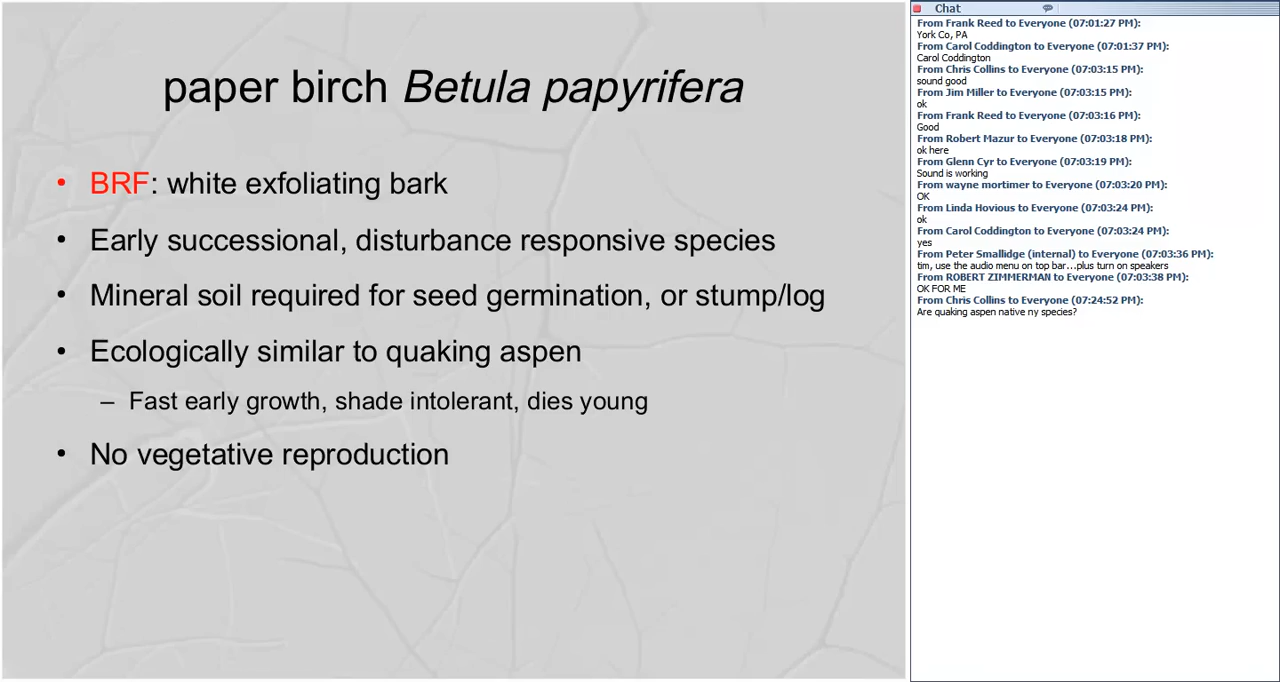 paper birch Betula papyrifera
• BRF: white exfoliating bark
• Early successional, disturbance responsive species
• Mineral soil required for seed germination, or stump/log
• Ecologically similar to quaking aspen
– Fast early growth, shade intolerant, dies young
• No vegetative reproduction
Chat
From Frank Reed to Everyone (07:01:27 PM):
York Co, PA
From Carol Coddington to Everyone (07:01:37 PM):
Carol Coddington
From Chris Collins to Everyone (07:03:15 PM):
sound good
From Jim Miller to Everyone (07:03:15 PM):
ok
From Frank Reed to Everyone (07:03:16 PM):
Good
From Robert Mazur to Everyone (07:03:18 PM):
ok here
From Glenn Cyr to Everyone (07:03:19 PM):
Sound is working
From wayne mortimer to Everyone (07:03:20 PM):
OK
From Linda Hovious to Everyone (07:03:24 PM):
ok
From Carol Coddington to Everyone (07:03:24 PM):
yes
From Peter Smallidge (internal) to Everyone (07:03:36 PM):
tim, use the audio menu on top bar...plus turn on speakers
From ROBERT ZIMMERMAN to Everyone (07:03:38 PM):
OK FOR ME
From Chris Collins to Everyone (07:24:52 PM):
Are quaking aspen native ny species?